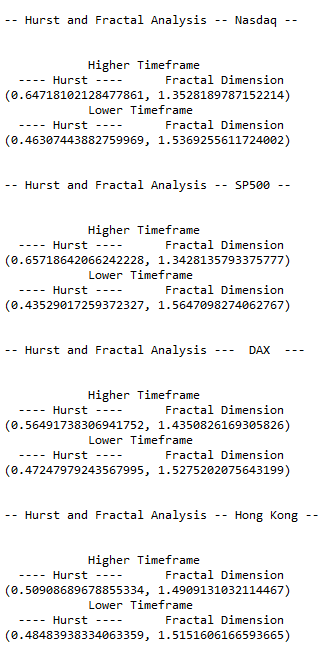 -- Hurst and Fractal Analysis -- Nasdaq --
Higher Timeframe
---- Hurst ---- Fractal Dimension
(0.64718102128477861, 1.3528189787152214)
Lower Timeframe
---- Hurst ---- Fractal Dimension
(0.46307443882759969, 1.5369255611724002)
-- Hurst and Fractal Analysis -- SP500 --
Higher Timeframe
---- Hurst ---- Fractal Dimension
(0.65718642066242228, 1.3428135793375777)
Lower Timeframe
---- Hurst ---- Fractal Dimension
(0.43529017259372327, 1.5647098274062767)
-- Hurst and Fractal Analysis --- DAX ---
Higher Timeframe
---- Hurst ---- Fractal Dimension
(0.56491738306941752, 1.4350826169305826)
Lower Timeframe
---- Hurst ---- Fractal Dimension
(0.47247979243567995, 1.5275202075643199)
-- Hurst and Fractal Analysis -- Hong Kong --
Higher Timeframe
---- Hurst ---- Fractal Dimension
(0.50908689678855334, 1.4909131032114467)
Lower Timeframe
---- Hurst ---- Fractal Dimension
(0.48483938334063359, 1.5151606166593665)